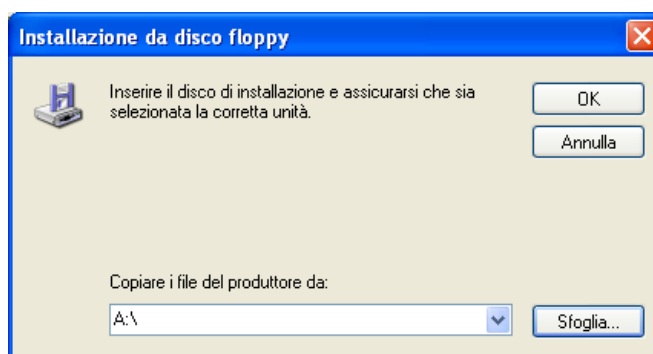 Installazione da disco floppy
Inserire il disco di installazione e assicurarsi che sia
selezionata la corretta unità.
OK
Annulla
Copiare i file del produttore da:
A:\
Sfoglia...